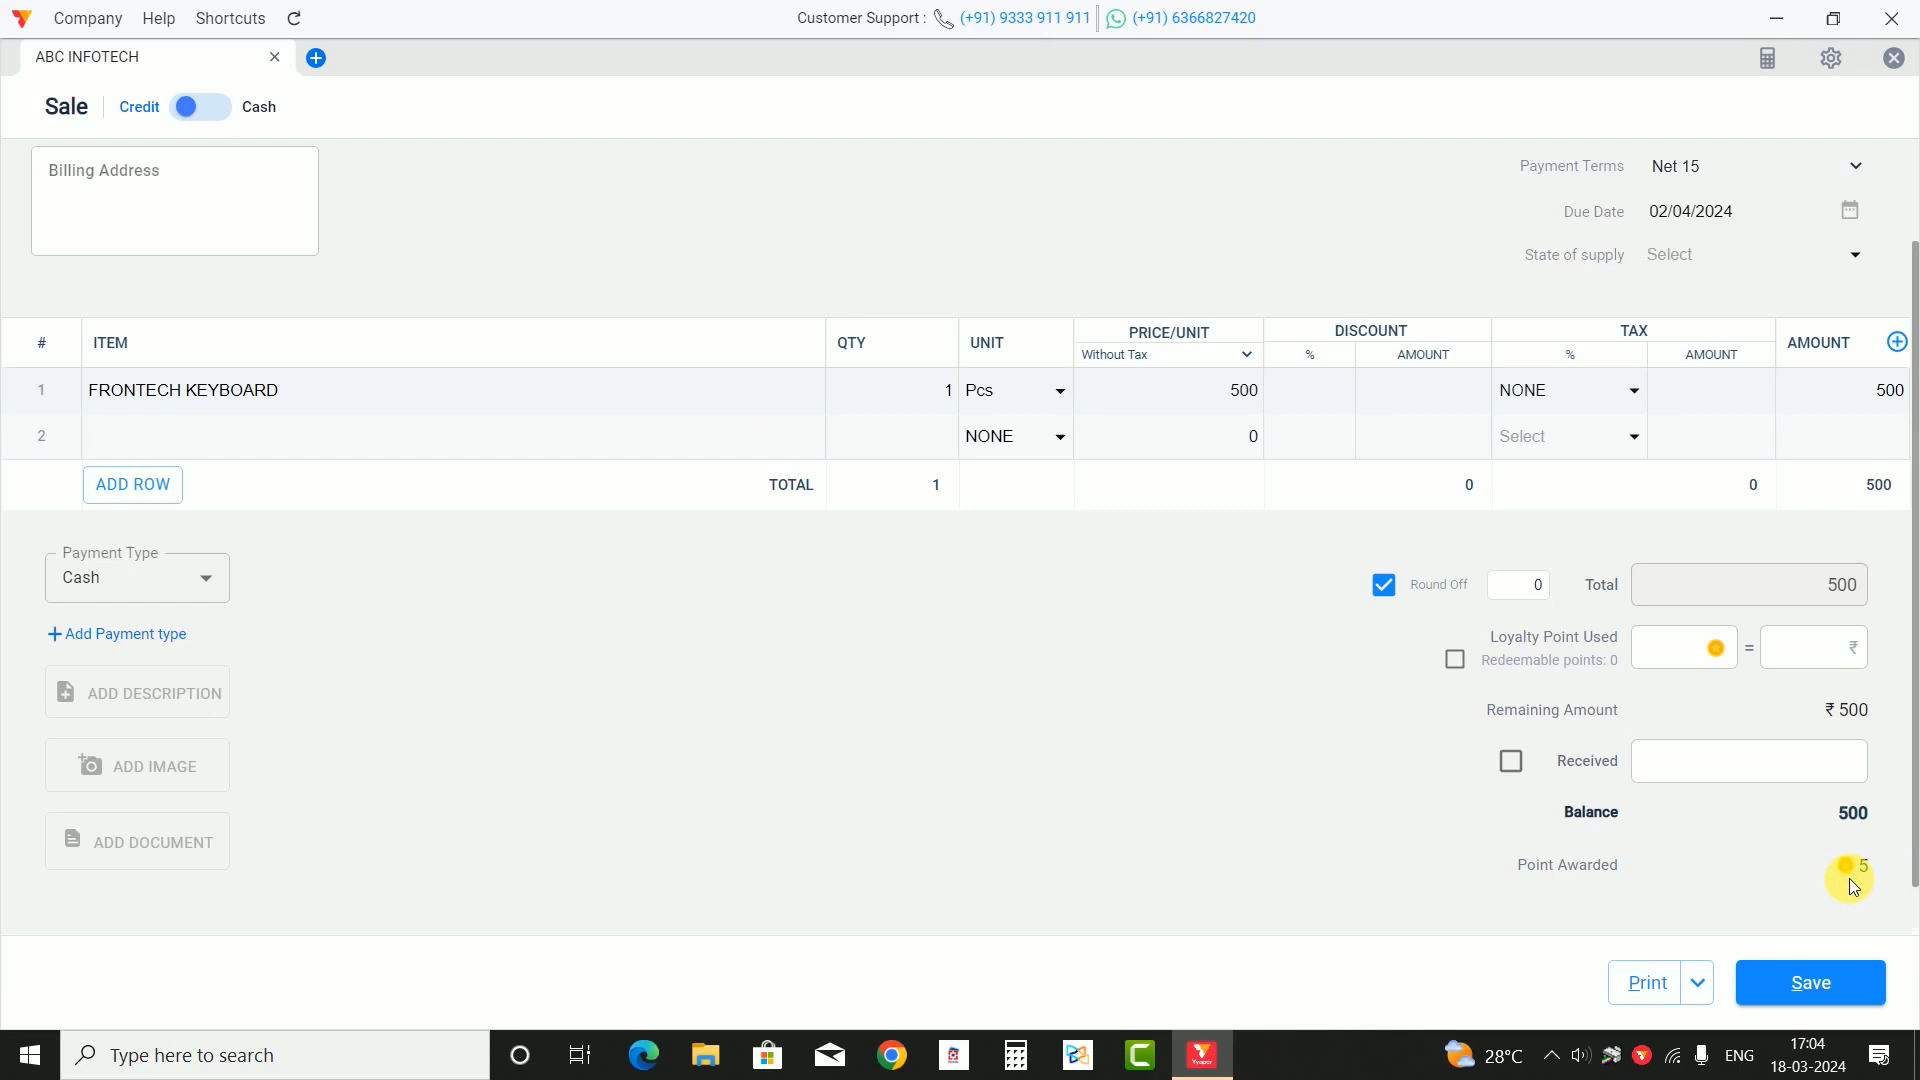 Company Help Shortcuts Customer Support : (+91) 9333 911 911 (+91) 6366827420
ABC INFOTECH
Sale Credit Cash
Billing Address
Payment Terms Net 15
Due Date 02/04/2024
State of supply Select
# ITEM QTY UNIT PRICE/UNIT DISCOUNT TAX AMOUNT
Without Tax % AMOUNT % AMOUNT
1 FRONTECH KEYBOARD 1 Pcs 500 NONE 500
2 NONE 0 Select
ADD ROW TOTAL 1 0 0 500
Payment Type
Cash
Round Off 0 Total 500
Add Payment type
Loyalty Point Used = ₹
Redeemable points: 0
ADD DESCRIPTION
Remaining Amount ₹ 500
ADD IMAGE
Received
Balance 500
ADD DOCUMENT
Point Awarded 5
Print Save
Type here to search
28°C ENG 17:04
18-03-2024